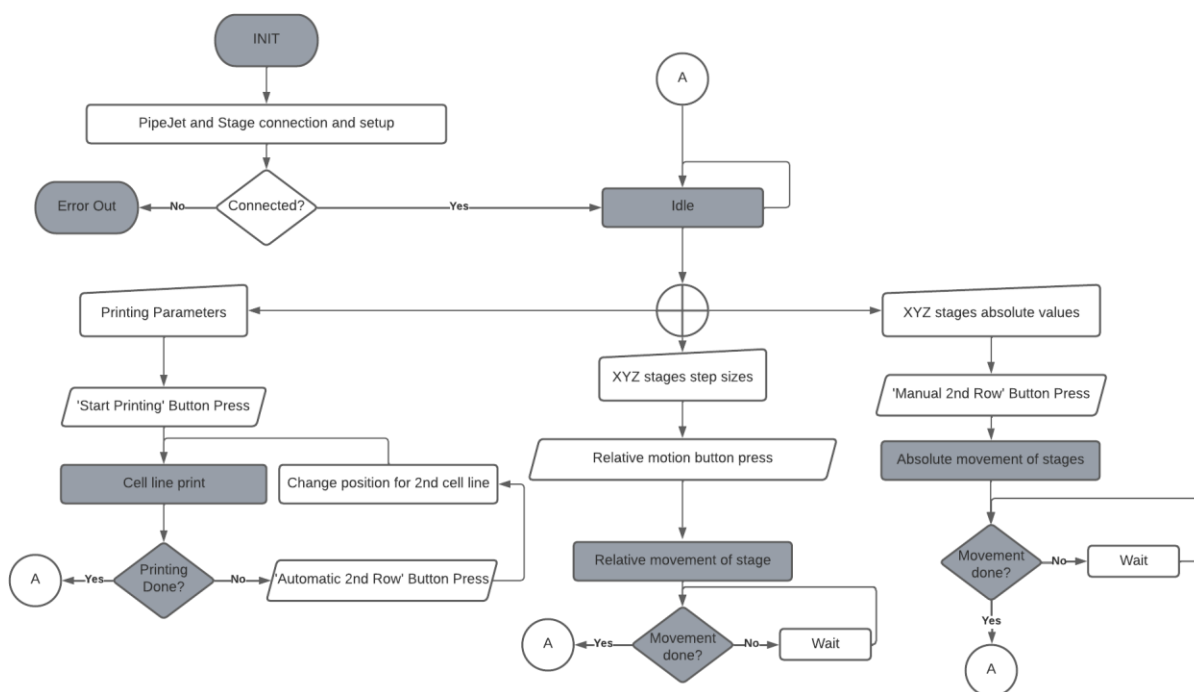 INIT
A
PipeJet and Stage connection and setup
Error Out
No
Connected?
Yes
Idle
Printing Parameters
XYZ stages absolute values
XYZ stages step sizes
'Start Printing' Button Press
'Manual 2nd Row' Button Press
Relative motion button press
Absolute movement of stages
Cell line print
Change position for 2nd cell line
Relative movement of stage
Movement
done?
No
Wait
A
Yes
Printing
Done?
No
'Automatic 2nd Row' Button Press
Yes
A
Yes
Movement
done?
No
Wait
A